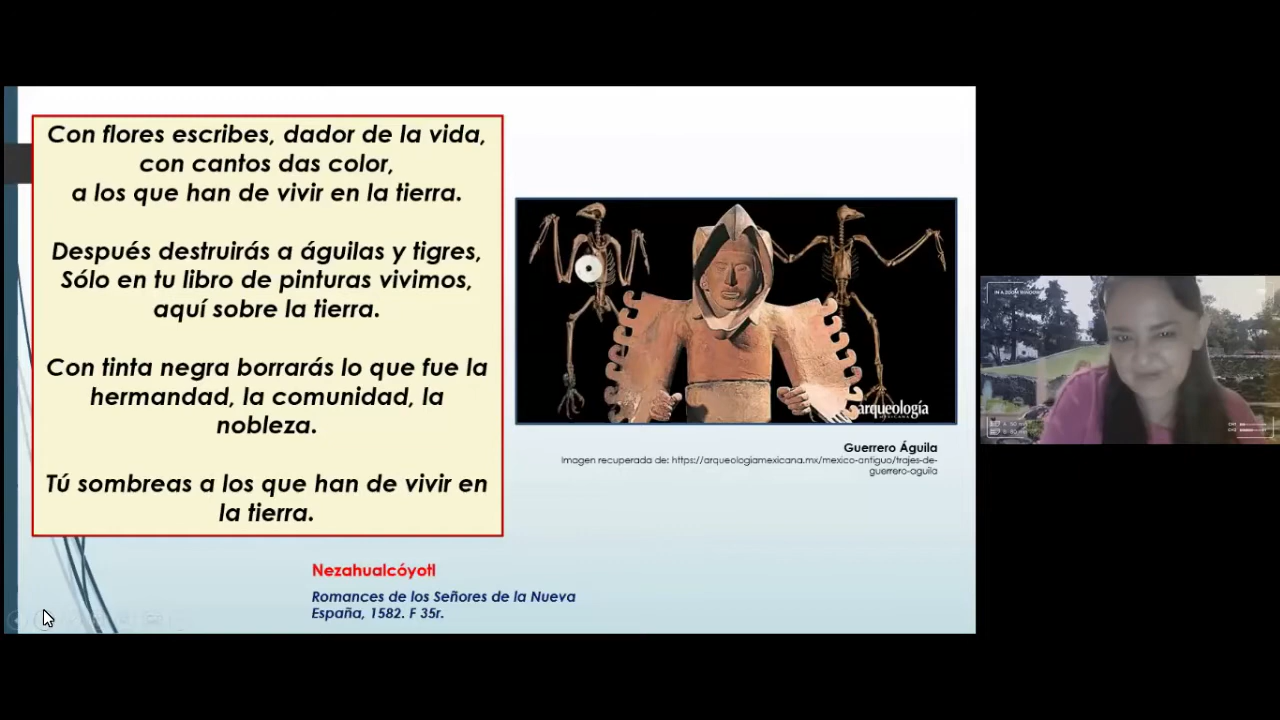 Con flores escribes, dador de la vida,
con cantos das color,
a los que han de vivir en la tierra.
Después destruirás a águilas y tigres,
Sólo en tu libro de pinturas vivimos,
aquí sobre la tierra.
Con tinta negra borrarás lo que fue la
hermandad, la comunidad, la
nobleza.
Tú sombreas a los que han de vivir en
la tierra.
Nezahualcóyotl
Romances de los Señores de la Nueva
España, 1582. F 35r.
arqueología
MEXICANA
Guerrero Águila
Imagen recuperada de: https://arqueologiamexicana.mx/mexico-antiguo/trajes-de-
guerrero-aguila